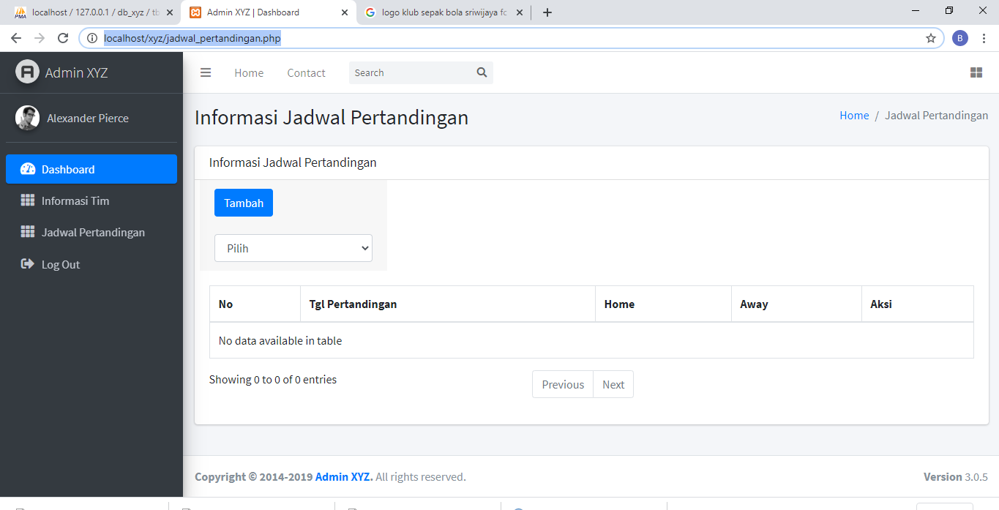 localhost / 127.0.0.1 / db_xyz / tb
Admin XYZ | Dashboard
logo klub sepak bola sriwijaya fc
localhost/xyz/jadwal_pertandingan.php
B
Admin XYZ
Home
Contact
Search
Alexander Pierce
Informasi Jadwal Pertandingan
Home / Jadwal Pertandingan
Dashboard
Informasi Tim
Jadwal Pertandingan
Log Out
Informasi Jadwal Pertandingan
Tambah
Pilih
No
Tgl Pertandingan
Home
Away
Aksi
No data available in table
Showing 0 to 0 of 0 entries
Previous
Next
Copyright © 2014-2019 Admin XYZ. All rights reserved.
Version 3.0.5